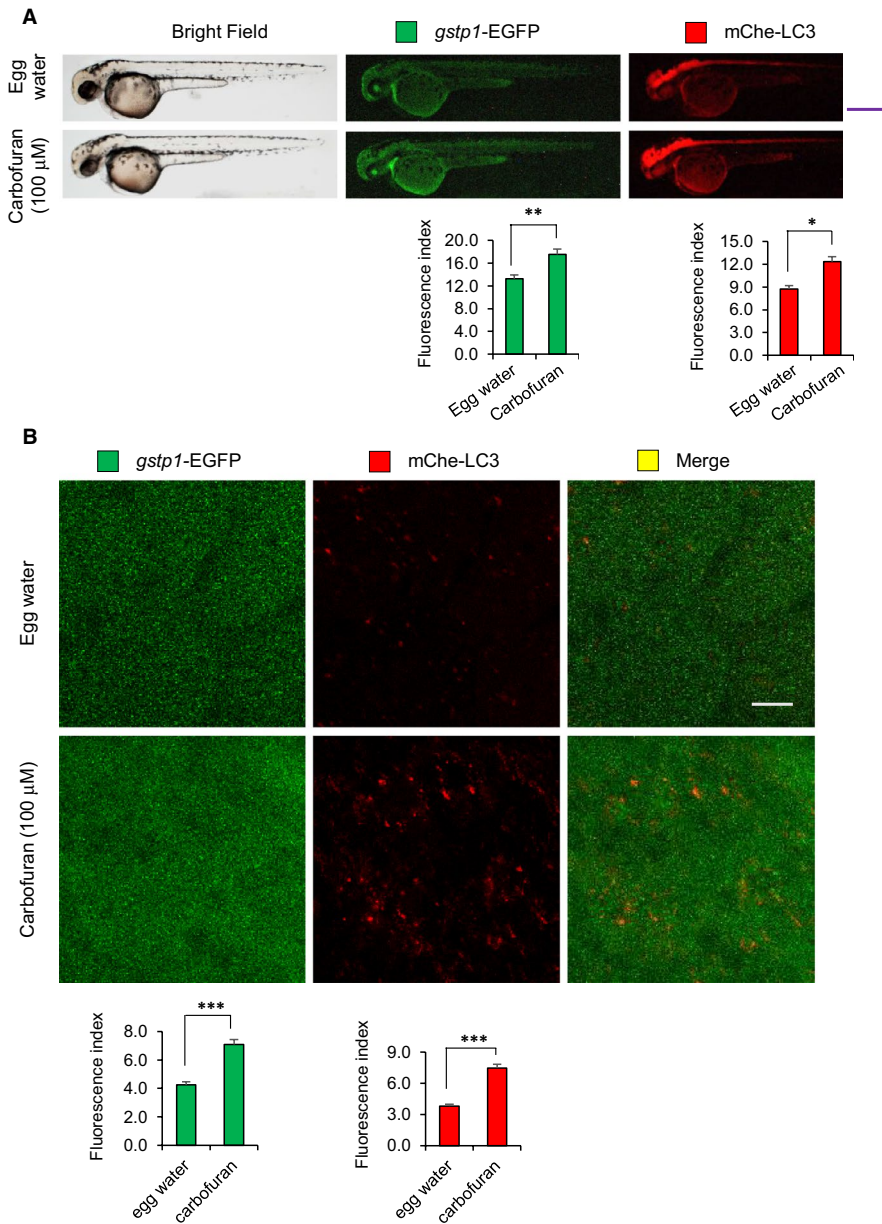 A
Bright Field
gstp1-EGFP
mChe-LC3
Egg
water
Carbofuran
(100 μM)
Fluorescence index
20.0
16.0
12.0
8.0
4.0
0.0
**
Egg water
Carbofuran
Fluorescence index
15.0
12.0
9.0
6.0
3.0
0.0
*
Egg water
Carbofuran
B
gstp1-EGFP
mChe-LC3
Merge
Egg water
Carbofuran (100 μM)
Fluorescence index
8.0
6.0
4.0
2.0
0.0
***
egg water
carbofuran
Fluorescence index
9.0
6.0
3.0
0.0
***
egg water
carbofuran